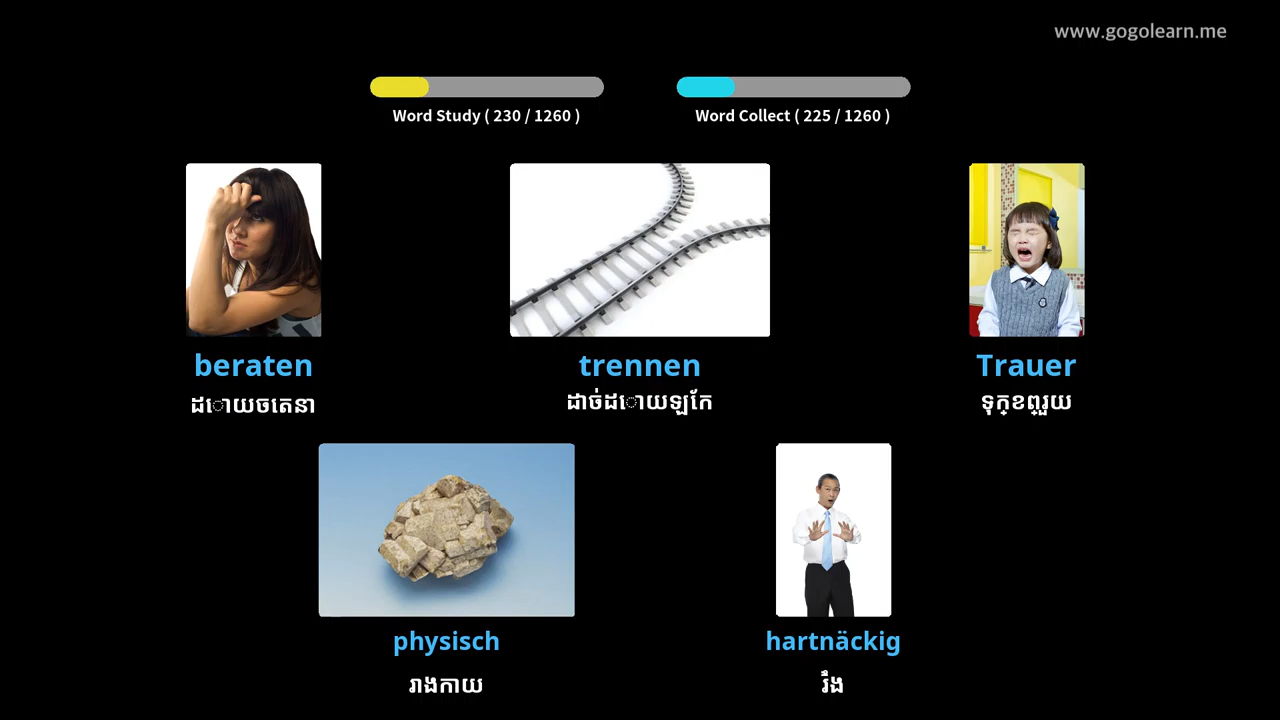 www.gogolearn.me
Word Study ( 230 / 1260 )
Word Collect ( 225 / 1260 )
beraten
trennen
Trauer
ដោយចតេនា
ដាច់ដោយឡកែ
ទុក្ខព្រួយ
physisch
hartnäckig
រាងកាយ
រឹង